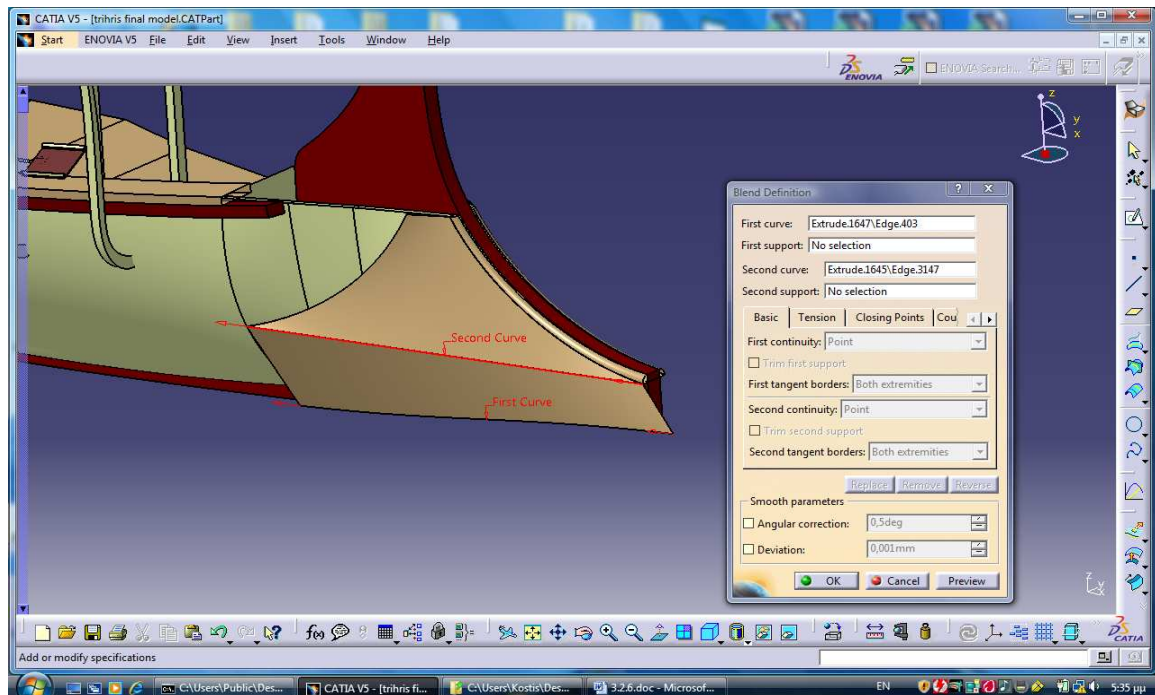 CATIA V5 - [trihris final model.CATPart]
Start ENOVIA V5 File Edit View Insert Tools Window Help
DS ENOVIA ENOVIA Search...
z
y
x
Second Curve
First Curve
Blend Definition
First curve: Extrude.1647\Edge.403
First support: No selection
Second curve: Extrude.1645\Edge.3147
Second support: No selection
Basic Tension Closing Points Cou
First continuity: Point
Trim first support
First tangent borders: Both extremities
Second continuity: Point
Trim second support
Second tangent borders: Both extremities
Replace Remove Reverse
Smooth parameters
Angular correction: 0,5deg
Deviation: 0,001mm
OK Cancel Preview
z
y
x
f(x)
DS CATIA
Add or modify specifications
C:\Users\Public\Des... CATIA V5 - [trihris fi... C:\Users\Kostis\Des... 3.2.6.doc - Microsof... EN 5:35 μμ